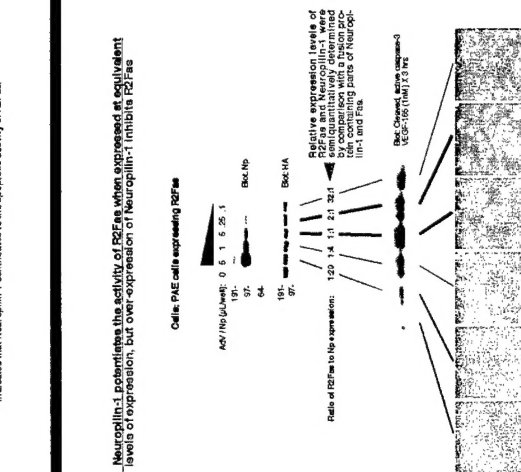 Neuropilin-1 potentiates the activity of R2Fas when expressed at equivalent
levels of expression, but over-expression of Neuropilin-1 inhibits R2Fas
Cells: PAE cells expressing R2Fas
AdV / Np (µL/well): 0 .5 1 5 25 .1
191-
97-
64-
Blot: Np
191-
97-
Blot: HA
Relative expression levels of
R2Fas and Neuropilin-1 were
semiquantitatively determined
by comparison with a fusion pro-
tein containing parts of Neuropi-
lin-1 and Fas.
Ratio of R2Fas to Np expression: 1:20 1:4 1:1 2:1 32:1
Blot: Cleaved, active caspase-3
VEGF-165 (1nM) x 3 hrs